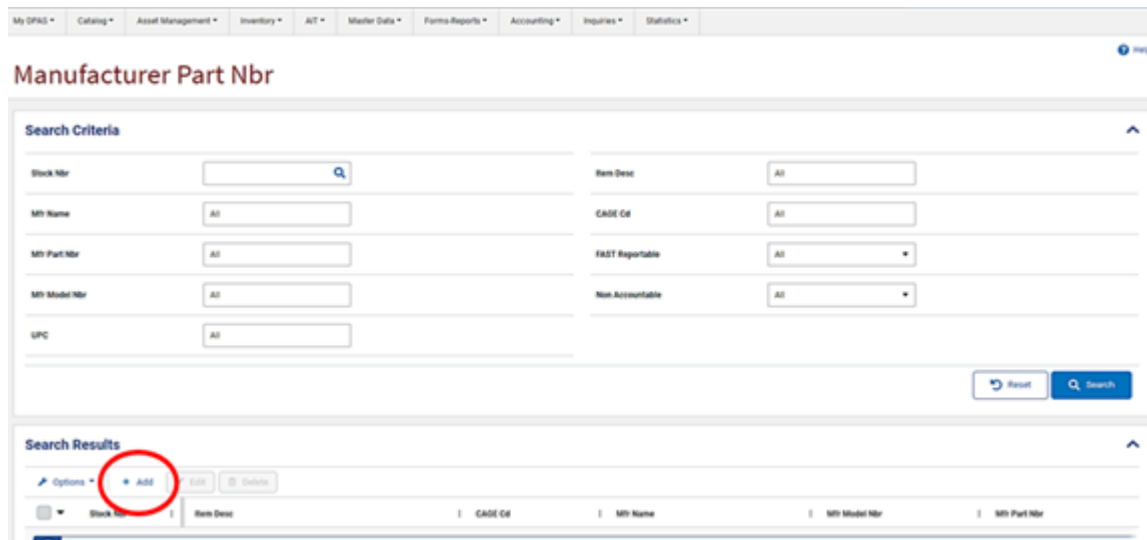 My DPAS Catalog Asset Management Inventory AIT Master Data Forms-Reports Accounting Inquiries Statistics
Manufacturer Part Nbr
Search Criteria
Stock Nbr Item Desc All
Mfr Name All CAGE Cd All
Mfr Part Nbr All FAST Reportable All
Mfr Model Nbr All Non Accountable All
UPC All
Reset Search
Search Results
Options + Add Edit Delete
Stock Item Desc CAGE Cd Mfr Name Mfr Model Nbr Mfr Part Nbr